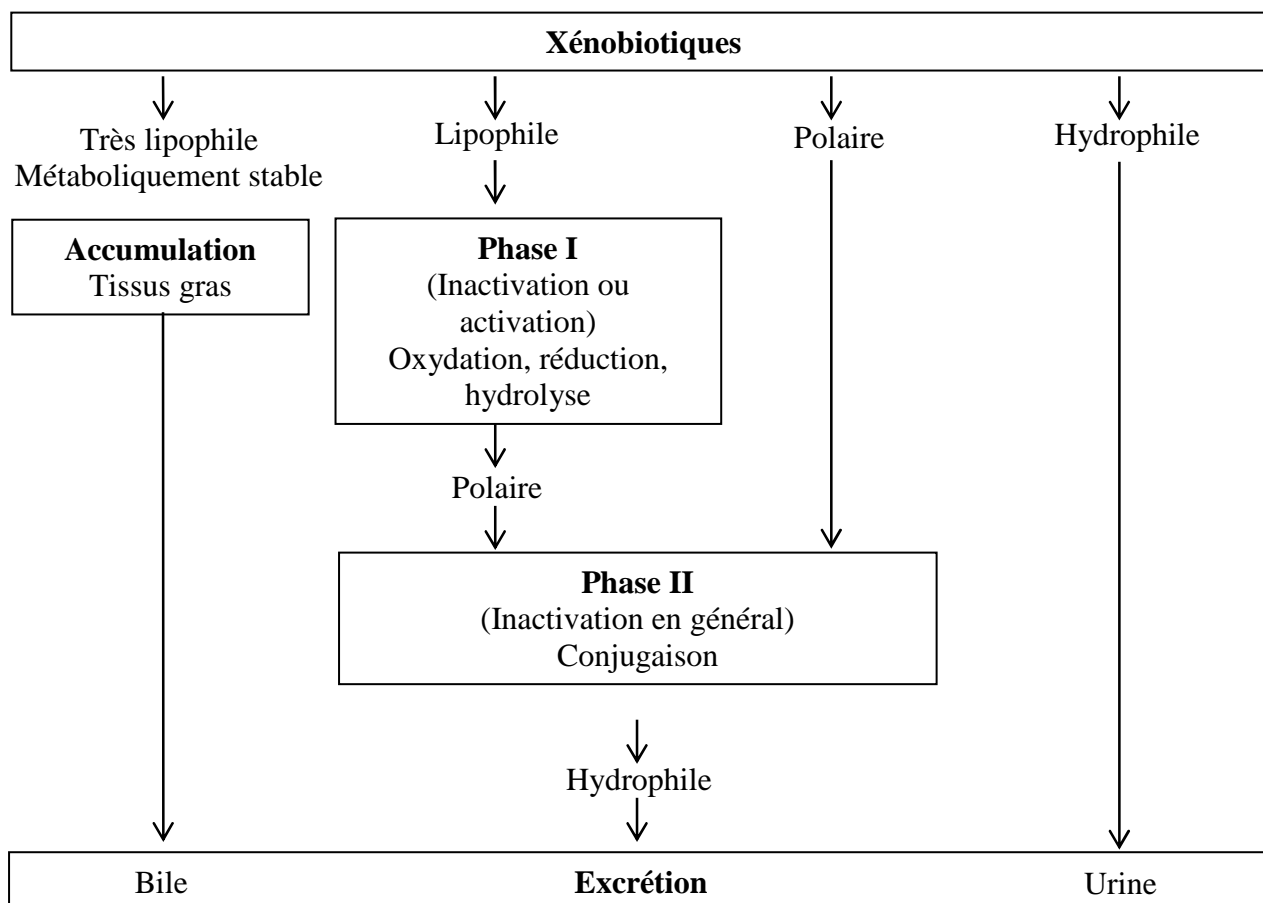 Xénobiotiques
Très lipophile
Métaboliquement stable
Lipophile
Polaire
Hydrophile
Accumulation
Tissus gras
Phase I
(Inactivation ou
activation)
Oxydation, réduction,
hydrolyse
Polaire
Phase II
(Inactivation en général)
Conjugaison
Hydrophile
Bile
Excrétion
Urine